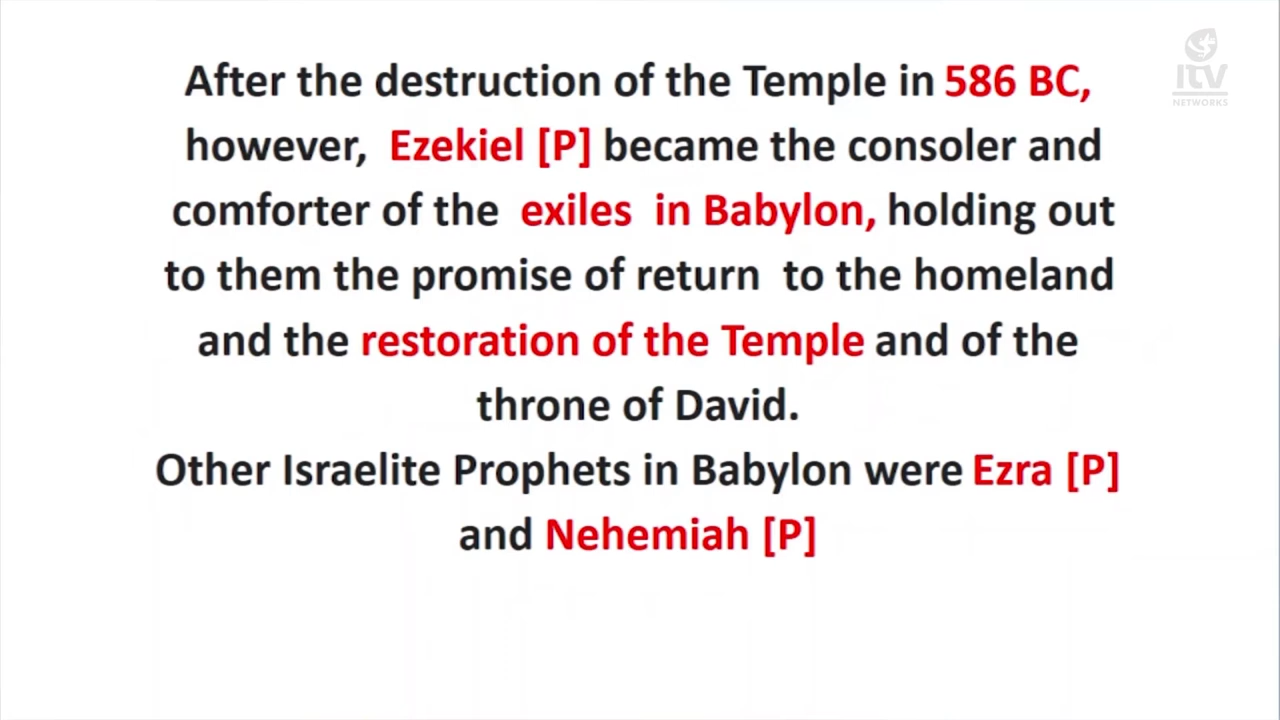 After the destruction of the Temple in 586 BC,
however, Ezekiel [P] became the consoler and
comforter of the exiles in Babylon, holding out
to them the promise of return to the homeland
and the restoration of the Temple and of the
throne of David.
Other Israelite Prophets in Babylon were Ezra [P]
and Nehemiah [P]
ITV
NETWORKS